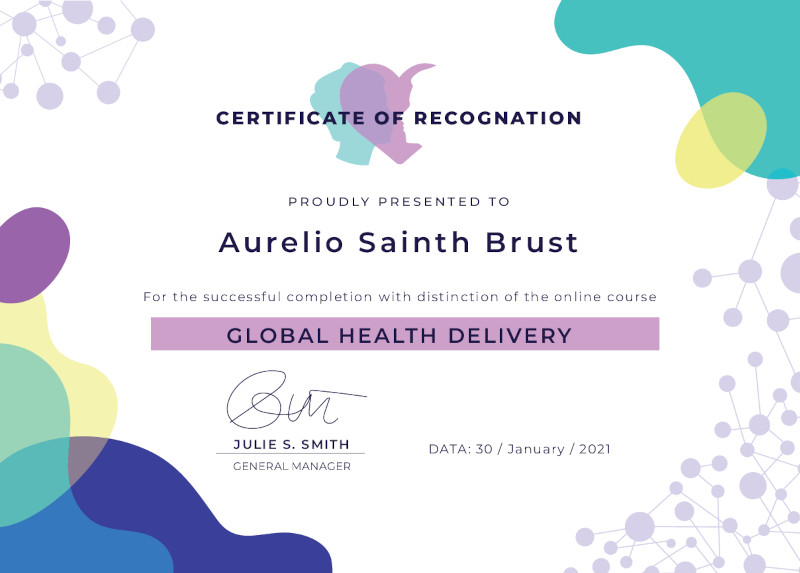 CERTIFICATE OF RECOGNATION
PROUDLY PRESENTED TO
Aurelio Sainth Brust
For the successful completion with distinction of the online course
GLOBAL HEALTH DELIVERY
JULIE S. SMITH
GENERAL MANAGER
DATA: 30 / January / 2021